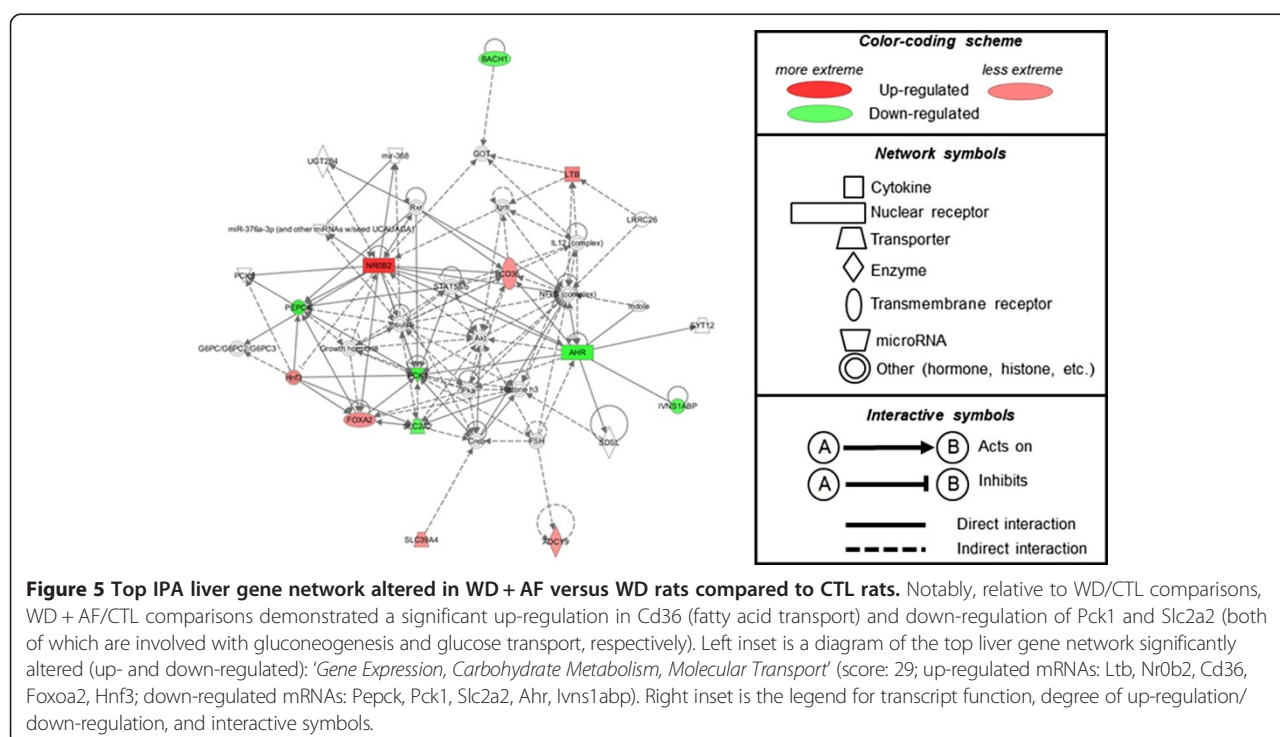 BACH1
UGT2B4
mir-368
GOT
LTB
Rxr
Igm
LRRC26
miR-376a-3p (and other miRNAs w/seed UCAUAGA)
IL12 (complex)
NR0B2
CD36
STAT5a/b
NFkB (complex)
Indole
PEPCK
SYT12
Akt
Growth hormone
AHR
G6PC/G6PC2/G6PC3
Hnf3
PCK1
Pka
Histone h3
IVNS1ABP
FOXA2
SLC2A2
Creb
FSH
SDSL
SLC39A4
ADCY9
Color-coding scheme
more extreme
less extreme
Up-regulated
Down-regulated
Network symbols
Cytokine
Nuclear receptor
Transporter
Enzyme
Transmembrane receptor
microRNA
Other (hormone, histone, etc.)
Interactive symbols
A B Acts on
A B Inhibits
Direct interaction
Indirect interaction
Figure 5 Top IPA liver gene network altered in WD + AF versus WD rats compared to CTL rats. Notably, relative to WD/CTL comparisons,
WD + AF/CTL comparisons demonstrated a significant up-regulation in Cd36 (fatty acid transport) and down-regulation of Pck1 and Slc2a2 (both
of which are involved with gluconeogenesis and glucose transport, respectively). Left inset is a diagram of the top liver gene network significantly
altered (up- and down-regulated): ‘Gene Expression, Carbohydrate Metabolism, Molecular Transport’ (score: 29; up-regulated mRNAs: Ltb, Nr0b2, Cd36,
Foxoa2, Hnf3; down-regulated mRNAs: Pepck, Pck1, Slc2a2, Ahr, Ivns1abp). Right inset is the legend for transcript function, degree of up-regulation/
down-regulation, and interactive symbols.